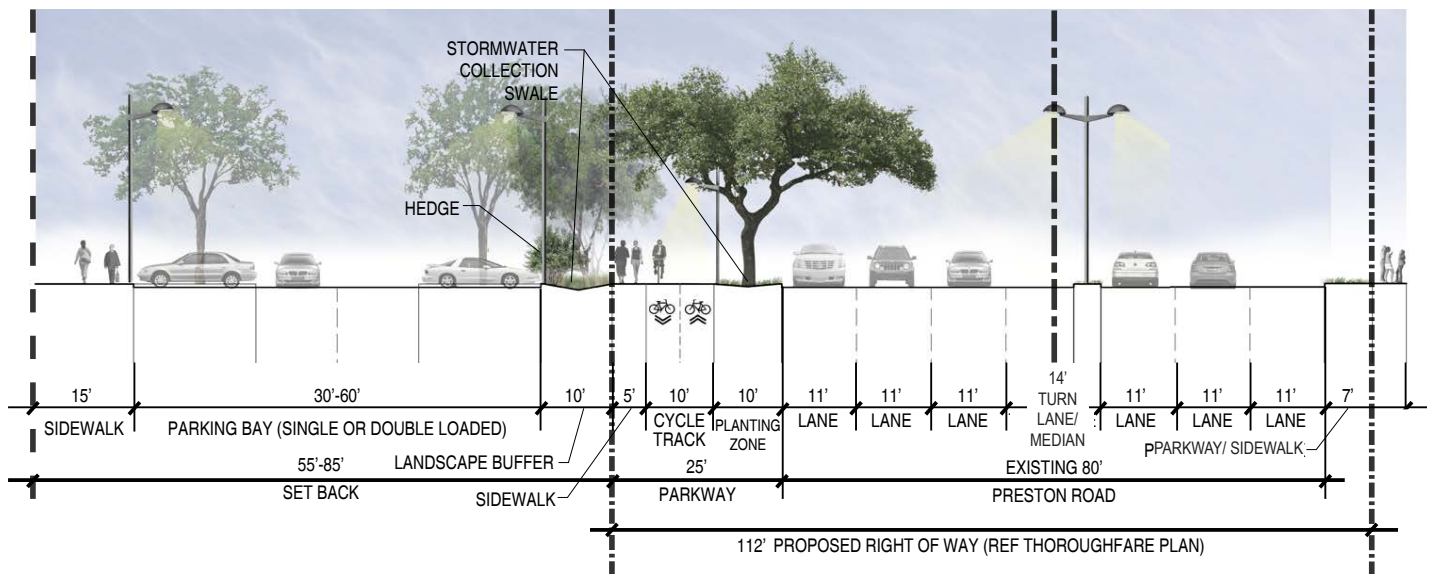 STORMWATER
COLLECTION
SWALE
HEDGE
15'
30'-60'
10'
5'
10'
10'
11'
11'
11'
14'
TURN
LANE/
MEDIAN
11'
11'
11'
7'
SIDEWALK
PARKING BAY (SINGLE OR DOUBLE LOADED)
CYCLE
TRACK
PLANTING
ZONE
LANE
LANE
LANE
LANE
LANE
LANE
PPARKWAY/ SIDEWALK
LANDSCAPE BUFFER
55'-85'
SET BACK
SIDEWALK
25'
PARKWAY
EXISTING 80'
PRESTON ROAD
112' PROPOSED RIGHT OF WAY (REF THOROUGHFARE PLAN)